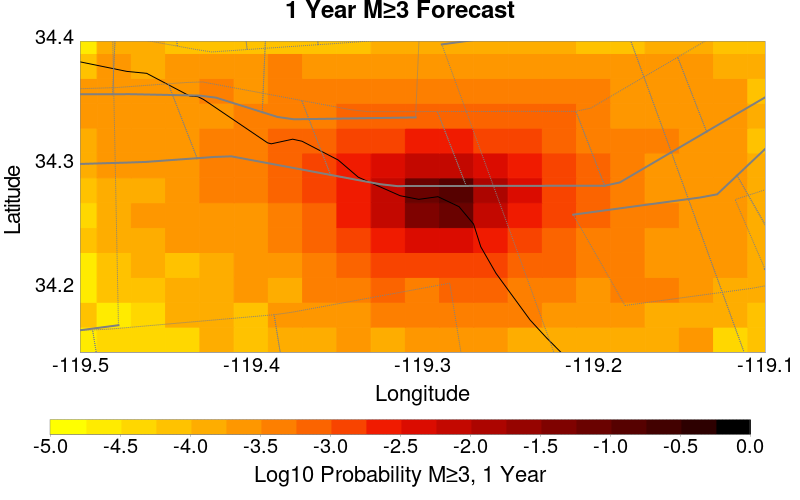 1 Year M≥3 Forecast
34.4
34.3
34.2
Latitude
-119.5 -119.4 -119.3 -119.2 -119.1
Longitude
-5.0 -4.5 -4.0 -3.5 -3.0 -2.5 -2.0 -1.5 -1.0 -0.5 0.0
Log10 Probability M≥3, 1 Year